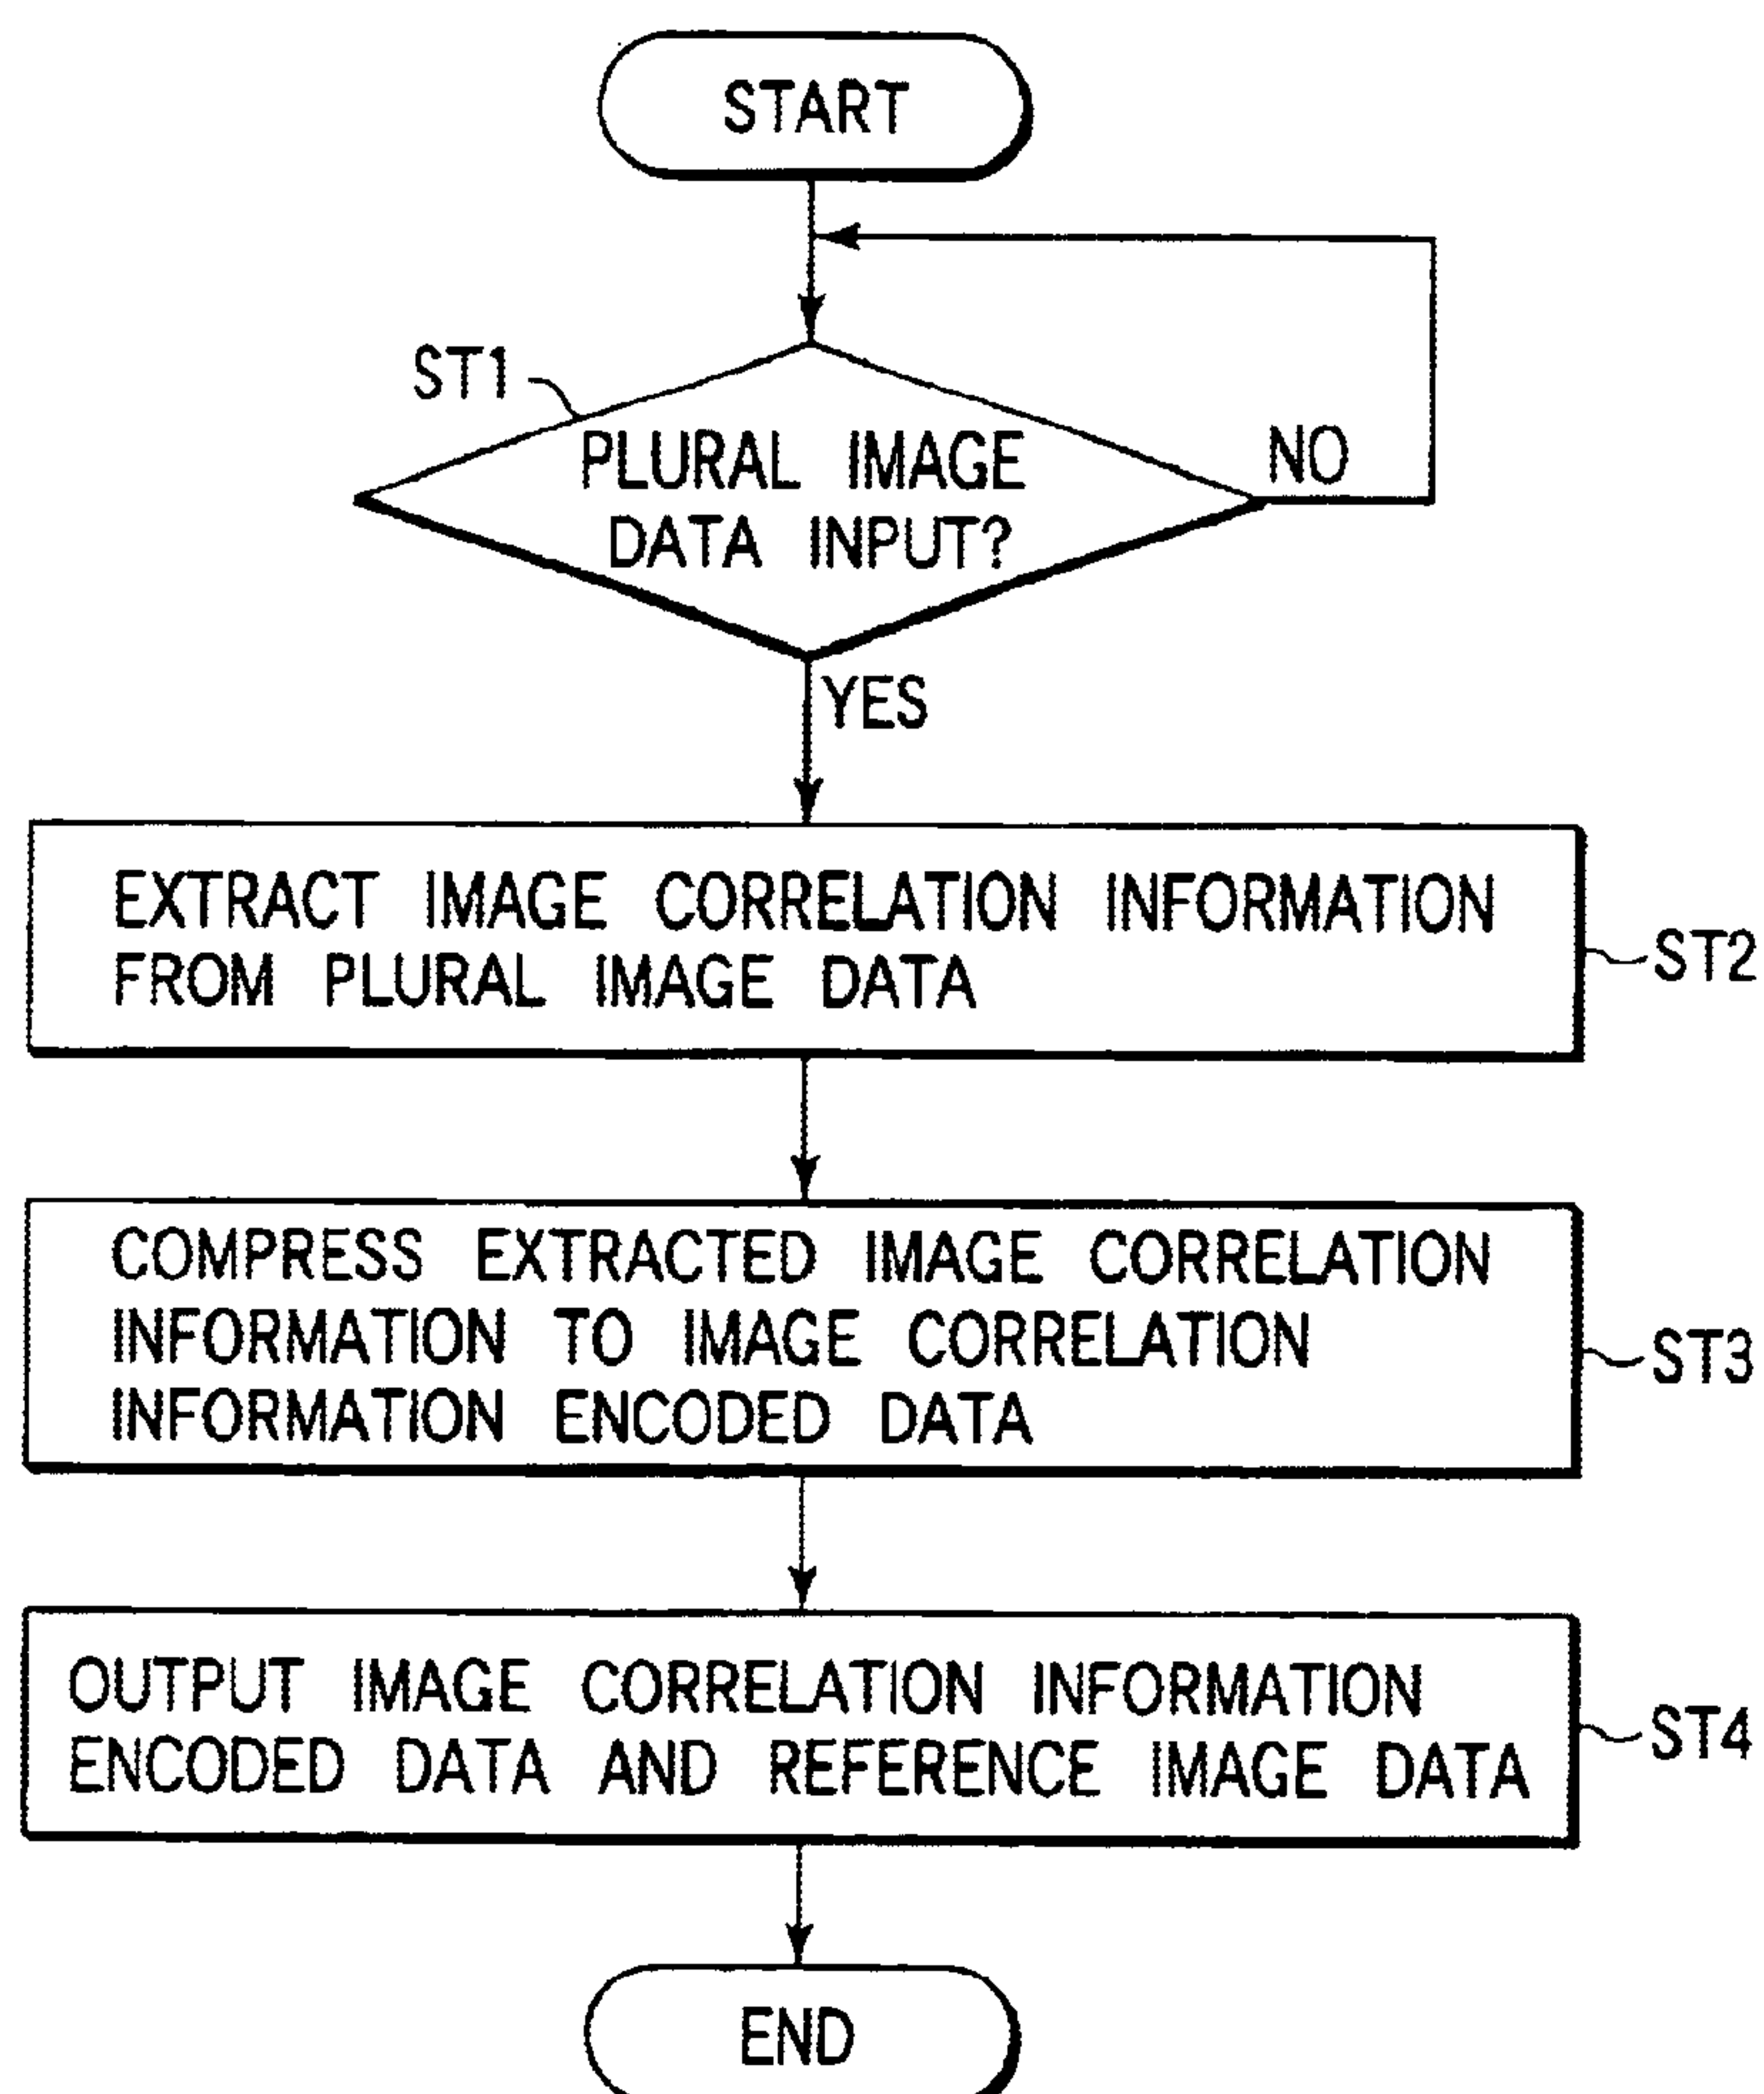 START
ST1
PLURAL IMAGE
DATA INPUT?
NO
YES
EXTRACT IMAGE CORRELATION INFORMATION
FROM PLURAL IMAGE DATA
ST2
COMPRESS EXTRACTED IMAGE CORRELATION
INFORMATION TO IMAGE CORRELATION
INFORMATION ENCODED DATA
ST3
OUTPUT IMAGE CORRELATION INFORMATION
ENCODED DATA AND REFERENCE IMAGE DATA
ST4
END